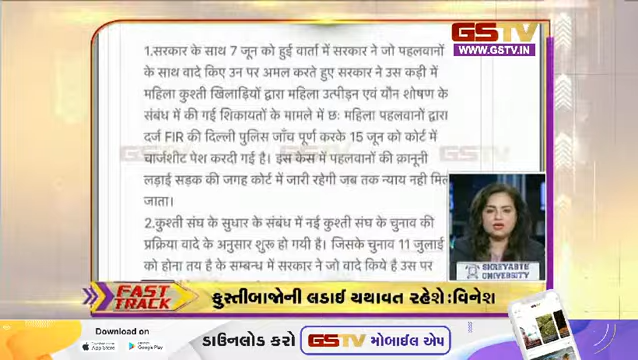 GSTV
WWW.GSTV.IN
1.सरकार के साथ 7 जून को हुई वार्ता में सरकार ने जो पहलवानों
के साथ वादे किए उन पर अमल करते हुए सरकार ने उस कड़ी में
महिला कुश्ती खिलाड़ियों द्वारा महिला उत्पीड़न एवं यौन शोषण के
संबंध में की गई शिकायतों के मामले में छः महिला पहलवानों द्वारा
दर्ज FIR की दिल्ली पुलिस जाँच पूर्ण करके 15 जून को कोर्ट में
चार्जशीट पेश करदी गई है। इस केस में पहलवानों की क़ानूनी
लड़ाई सड़क की जगह कोर्ट में जारी रहेगी जब तक न्याय नही मिल
जाता।
2.कुश्ती संघ के सुधार के संबंध में नई कुश्ती संघ के चुनाव की
प्रक्रिया वादे के अनुसार शुरू हो गयी है। जिसके चुनाव 11 जुलाई
को होना तय है के सम्बन्ध में सरकार ने जो वादे किये है उस पर
SHREYARTH
UNIVERSITY
FAST
TRACK
કુસ્તીબાજોની લડાઈ યથાવત રહેશે :વિનેશ
Download on
App Store
Google Play
ડાઉનલોડ કરો GSTV મોબાઈલ એપ